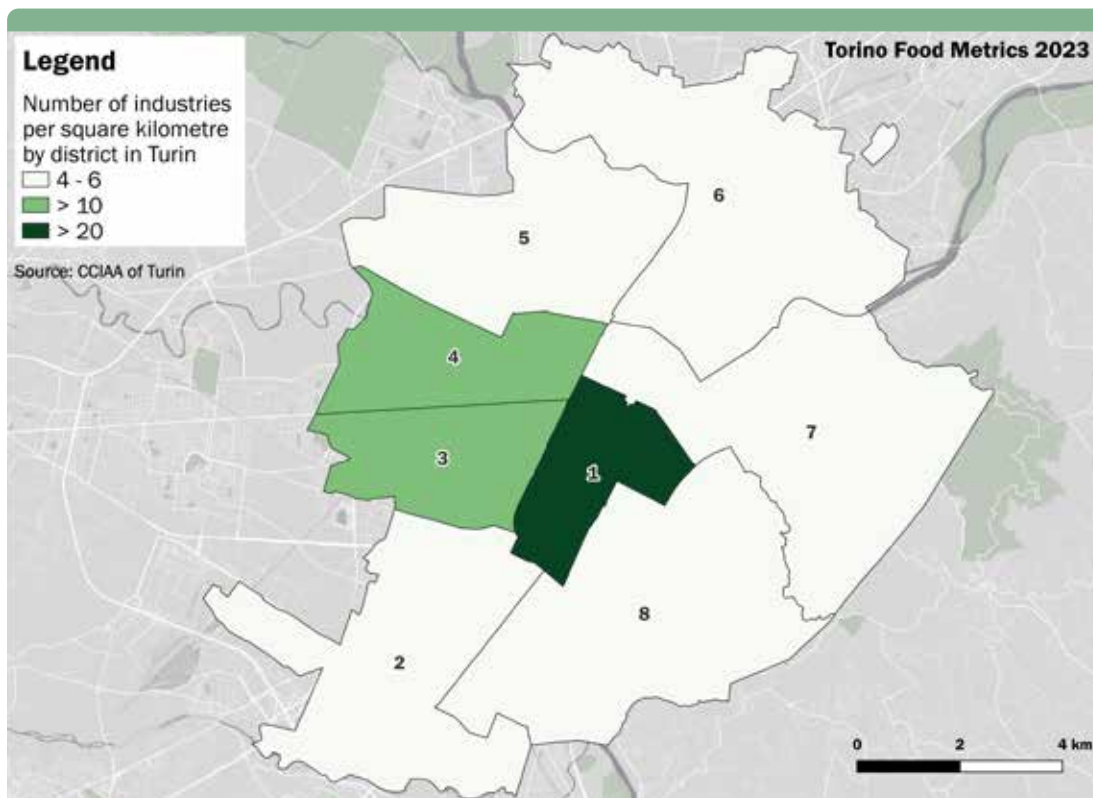 Torino Food Metrics 2023
Legend
Number of industries
per square kilometre
by district in Turin
4 - 6
> 10
> 20
Source: CCIAA of Turin
6
5
4
7
3
1
8
2
0 2 4 km